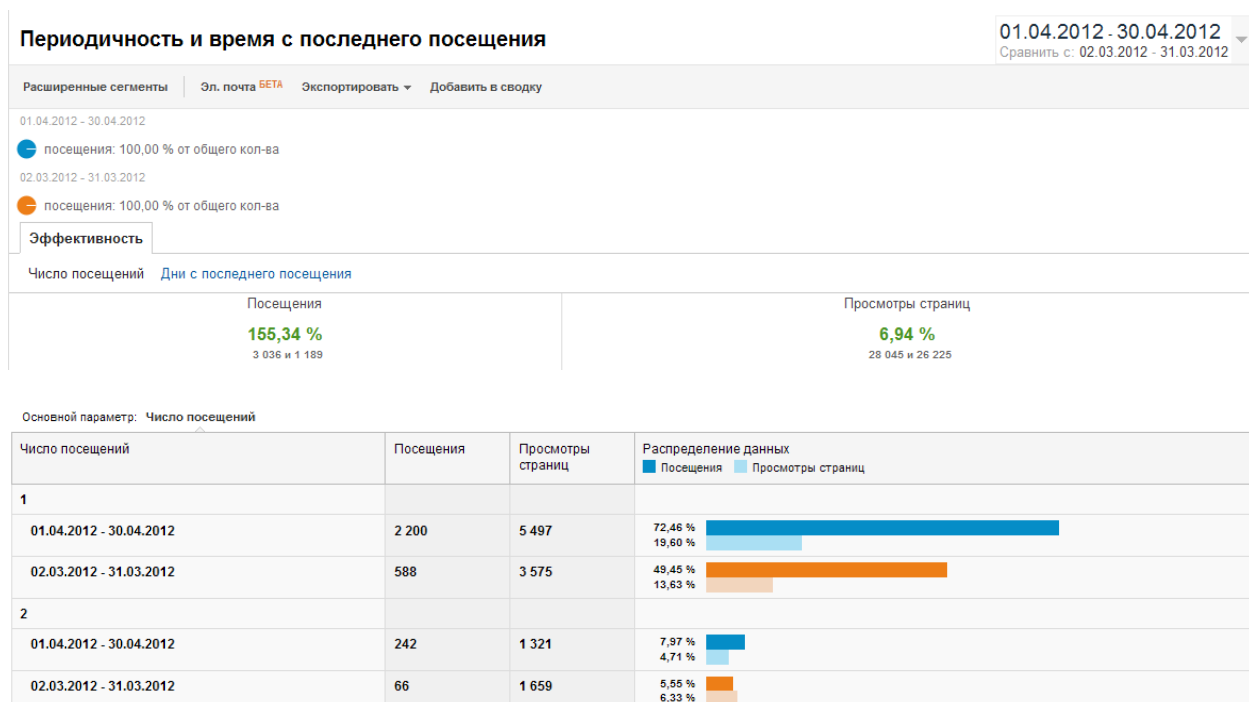 Периодичность и время с последнего посещения
01.04.2012 - 30.04.2012
Сравнить с: 02.03.2012 - 31.03.2012
Расширенные сегменты Эл. почта БЕТА Экспортировать Добавить в сводку
01.04.2012 - 30.04.2012
посещения: 100,00 % от общего кол-ва
02.03.2012 - 31.03.2012
посещения: 100,00 % от общего кол-ва
Эффективность
Число посещений Дни с последнего посещения
Посещения Просмотры страниц
155,34 % 6,94 %
3 036 и 1 189 28 045 и 26 225
Основной параметр: Число посещений
Число посещений Посещения Просмотры страниц Распределение данных
Посещения Просмотры страниц
1
01.04.2012 - 30.04.2012 2 200 5 497 72,46 %
19,60 %
02.03.2012 - 31.03.2012 588 3 575 49,45 %
13,63 %
2
01.04.2012 - 30.04.2012 242 1 321 7,97 %
4,71 %
02.03.2012 - 31.03.2012 66 1 659 5,55 %
6,33 %